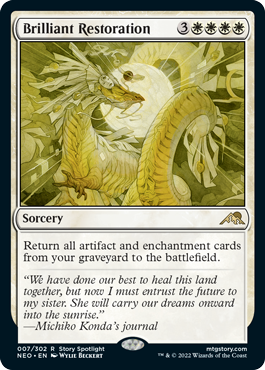 Brilliant Restoration 3
Sorcery
Return all artifact and enchantment cards
from your graveyard to the battlefield.
"We have done our best to heal this land
together, but now I must entrust the future to
my sister. She will carry our dreams onward
into the sunrise."
—Michiko Konda's journal
007/302 R Story Spotlight mtgstory.com
NEO • EN WYLIE BECKERT ™ & © 2022 Wizards of the Coast